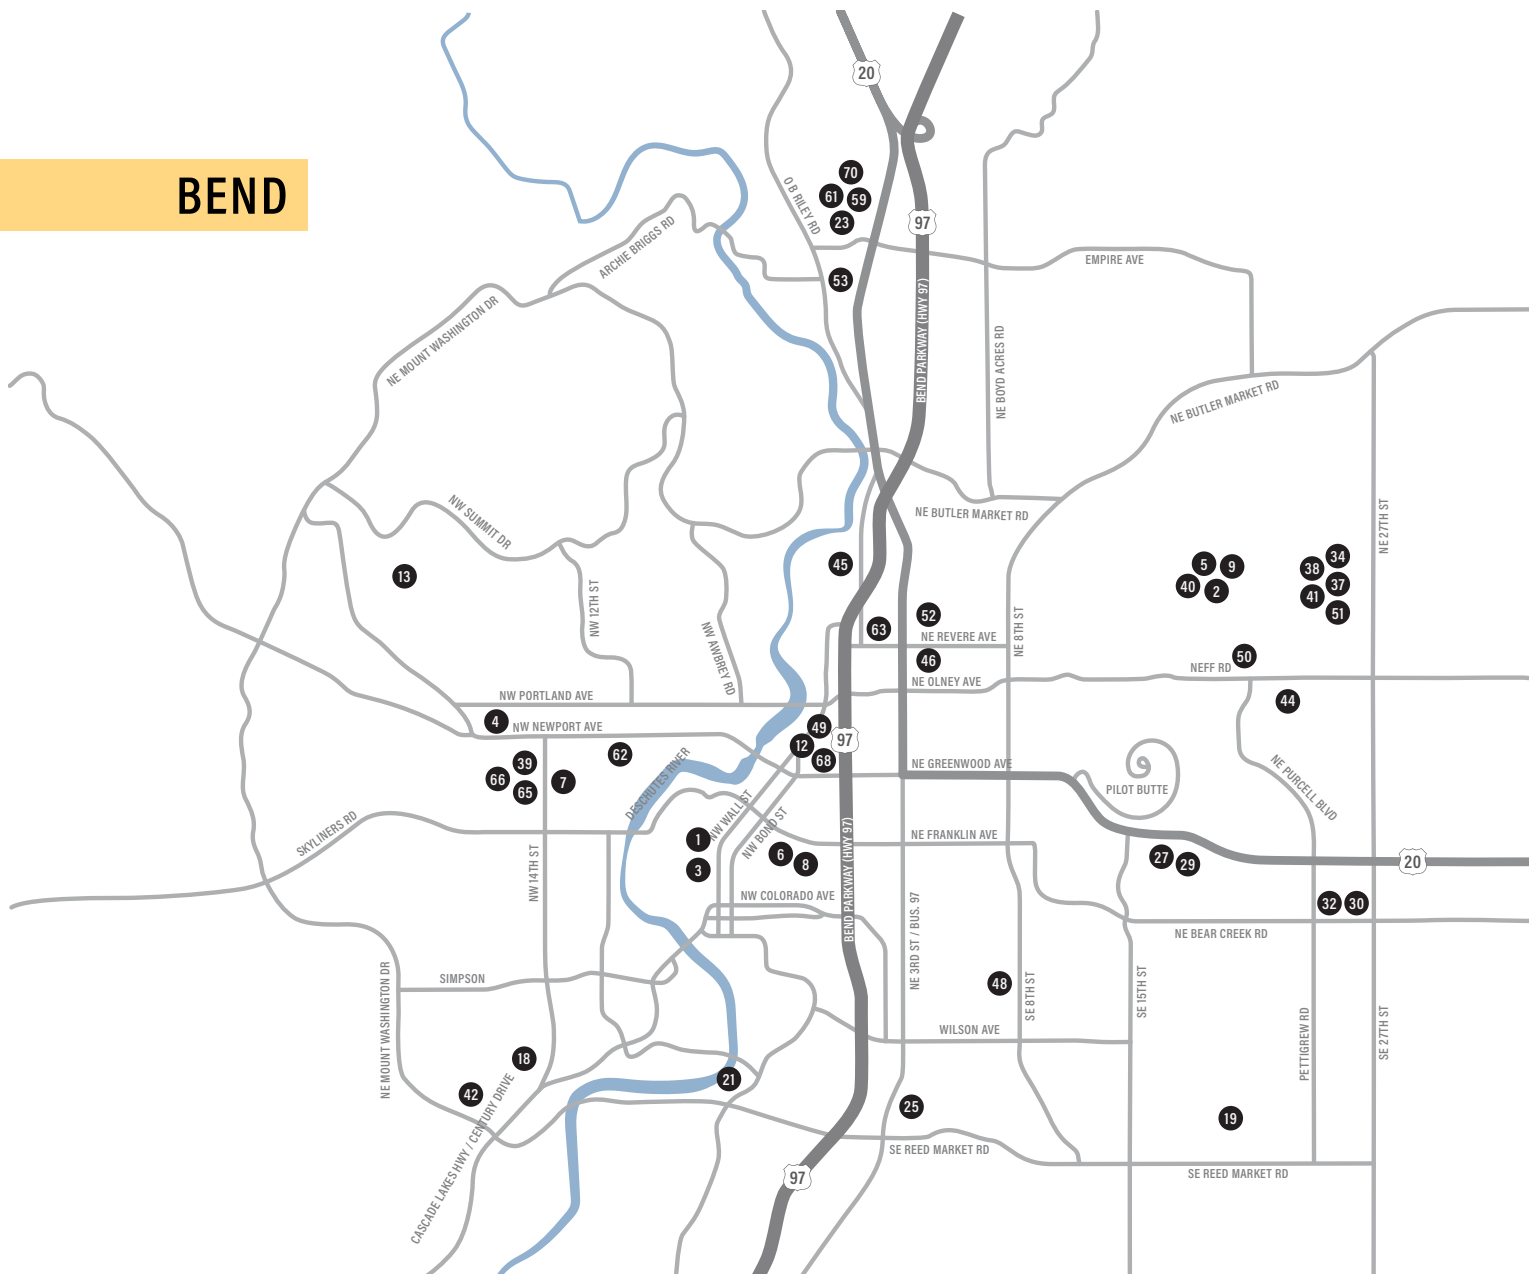 BEND
20
70
61
59
23
97
O B RILEY RD
ARCHIE BRIGGS RD
EMPIRE AVE
53
NE MOUNT WASHINGTON DR
BEND PARKWAY (HWY 97)
NE BOYD ACRES RD
NE BUTLER MARKET RD
NW SUMMIT DR
NE BUTLER MARKET RD
NE 27TH ST
13
45
5
9
40
2
34
38
37
41
51
NW 12TH ST
NW AWBREY RD
52
63
NE REVERE AVE
NE 8TH ST
46
50
NEFF RD
NE OLNEY AVE
44
NW PORTLAND AVE
4
NW NEWPORT AVE
49
12
97
68
62
39
66
7
65
DESCHUTES RIVER
NE GREENWOOD AVE
PILOT BUTTE
NE PURCELL BLVD
SKYLINERS RD
NW WALL ST
NW BOND ST
1
3
6
8
NE FRANKLIN AVE
27
29
20
NW 14TH ST
NW COLORADO AVE
BEND PARKWAY (HWY 97)
NE 3RD ST / BUS. 97
32
30
NE BEAR CREEK RD
SIMPSON
NE MOUNT WASHINGTON DR
48
SE 8TH ST
SE 15TH ST
WILSON AVE
PETTIGREW RD
SE 27TH ST
18
42
21
25
19
CASCADE LAKES HWY / CENTURY DRIVE
SE REED MARKET RD
97
SE REED MARKET RD